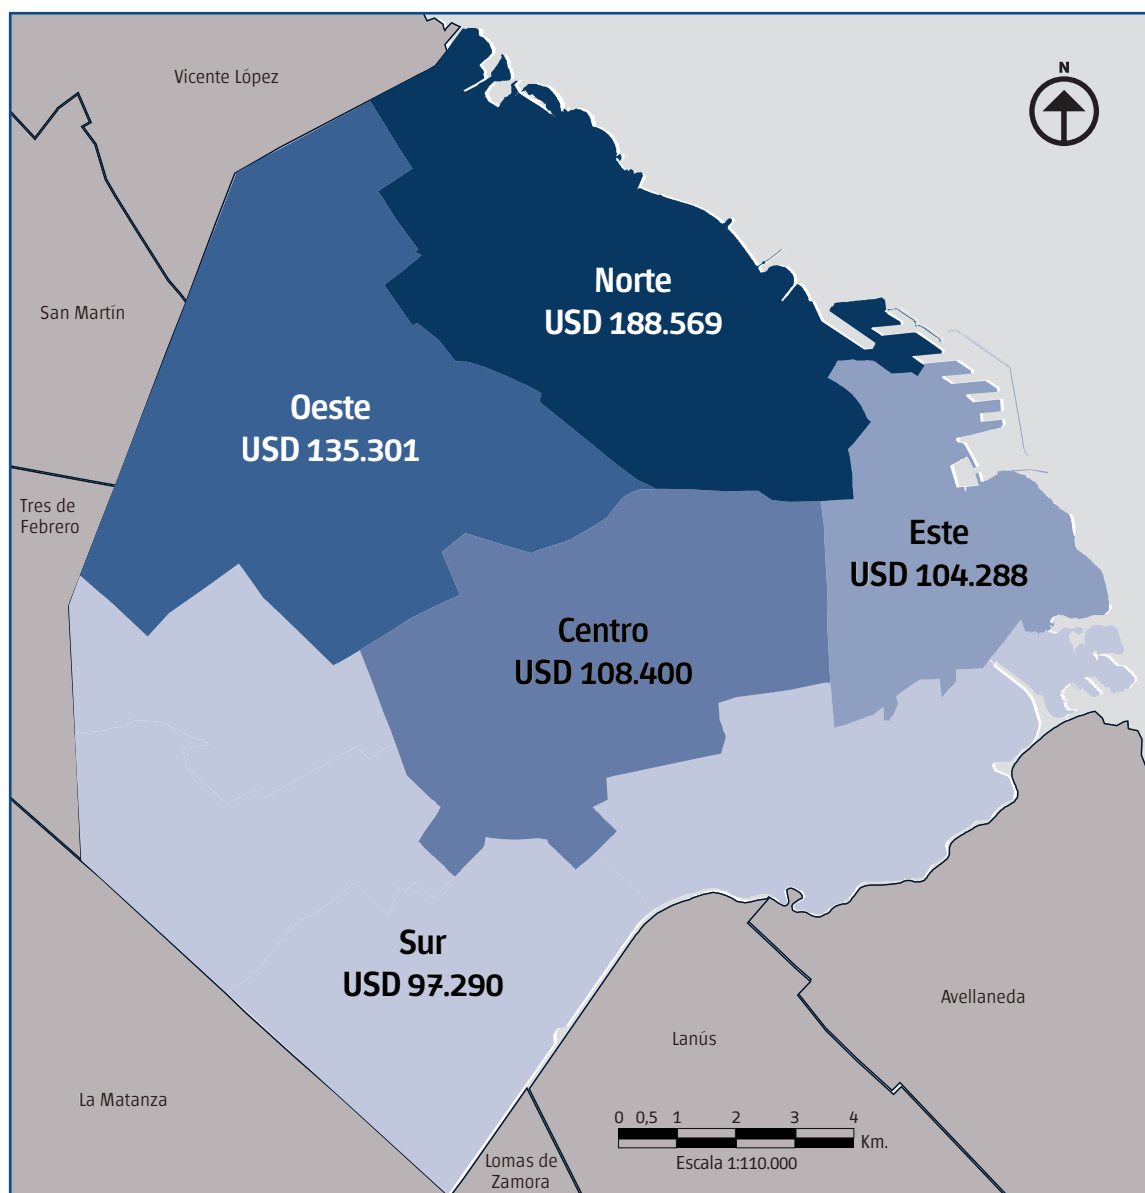 Vicente López
N
Norte
USD 188.569
San Martín
Oeste
USD 135.301
Tres de
Febrero
Este
USD 104.288
Centro
USD 108.400
Sur
USD 97.290
Avellaneda
Lanús
La Matanza
0 0,5 1 2 3 4
Km.
Escala 1:110.000
Lomas de
Zamora